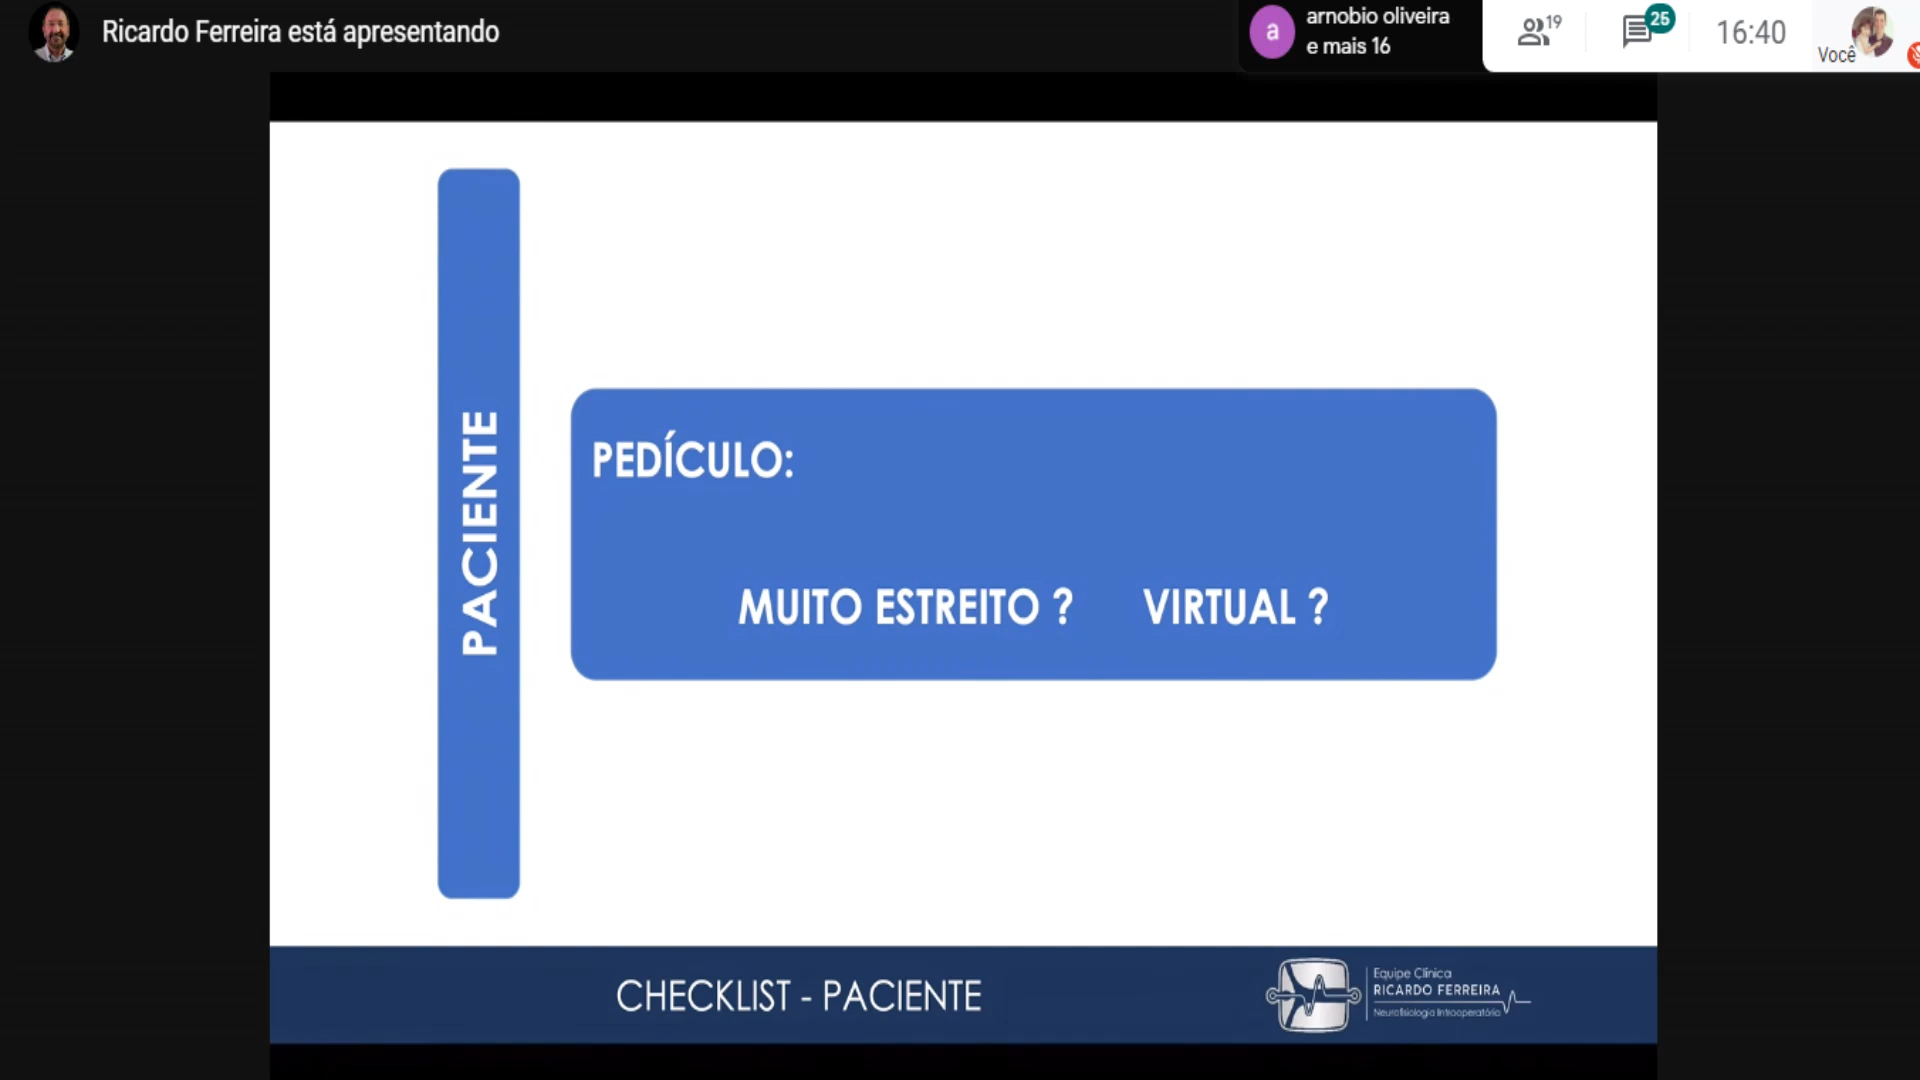 Ricardo Ferreira está apresentando
a
arnobio oliveira
e mais 16
19
25
16:40
Você
PACIENTE
PEDÍCULO:
MUITO ESTREITO ? VIRTUAL ?
CHECKLIST - PACIENTE
Equipe Clínica
RICARDO FERREIRA
Neurofisiologia Intraoperatória